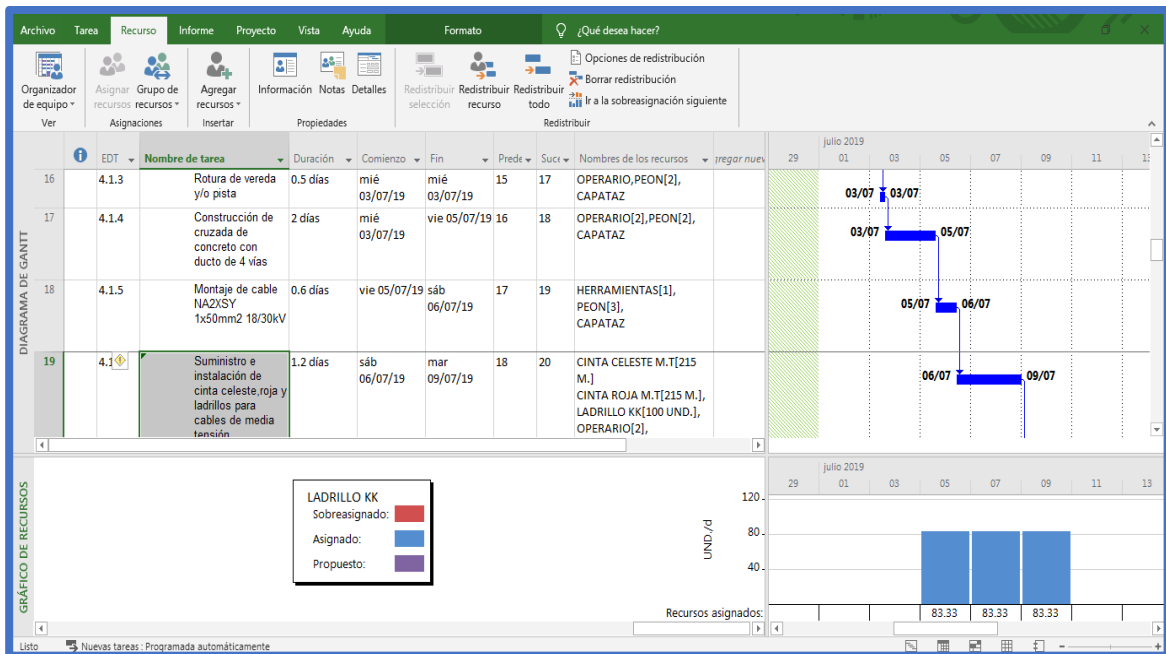 Archivo Tarea Recurso Informe Proyecto Vista Ayuda Formato ¿Qué desea hacer?
Organizador de equipo
Asignar recursos
Grupo de recursos
Agregar recursos
Información Notas Detalles
Redistribuir selección
Redistribuir recurso
Redistribuir todo
Opciones de redistribución
Borrar redistribución
Ir a la sobreasignación siguiente
Ver Asignaciones Insertar Propiedades Redistribuir
EDT Nombre de tarea Duración Comienzo Fin Prede Suce Nombres de los recursos
julio 2019
29 01 03 05 07 09 11
DIAGRAMA DE GANTT
16 4.1.3 Rotura de vereda 0.5 días mié mié 15 17 OPERARIO,PEON[2],
y/o pista 03/07/19 03/07/19 CAPATAZ
03/07 03/07
17 4.1.4 Construcción de 2 días mié vie 05/07/19 16 18 OPERARIO[2],PEON[2],
cruzada de 03/07/19 CAPATAZ
concreto con
ducto de 4 vías
03/07 05/07
18 4.1.5 Montaje de cable 0.6 días vie 05/07/19 sáb 17 19 HERRAMIENTAS[1],
NA2XSY 06/07/19 PEON[3],
1x50mm2 18/30kV CAPATAZ
05/07 06/07
19 Suministro e 1.2 días sáb mar 18 20 CINTA CELESTE M.T[215
instalación de 06/07/19 09/07/19 M.]
cinta celeste,roja y CINTA ROJA M.T[215 M.],
ladrillos para LADRILLO KK[100 UND.],
cables de media OPERARIO[2],
tensión
06/07 09/07
GRÁFICO DE RECURSOS
LADRILLO KK
Sobreasignado:
Asignado:
Propuesto:
julio 2019
29 01 03 05 07 09 11 13
UND./d
120
80
40
Recursos asignados: 83.33 83.33 83.33
Listo Nuevas tareas : Programada automáticamente